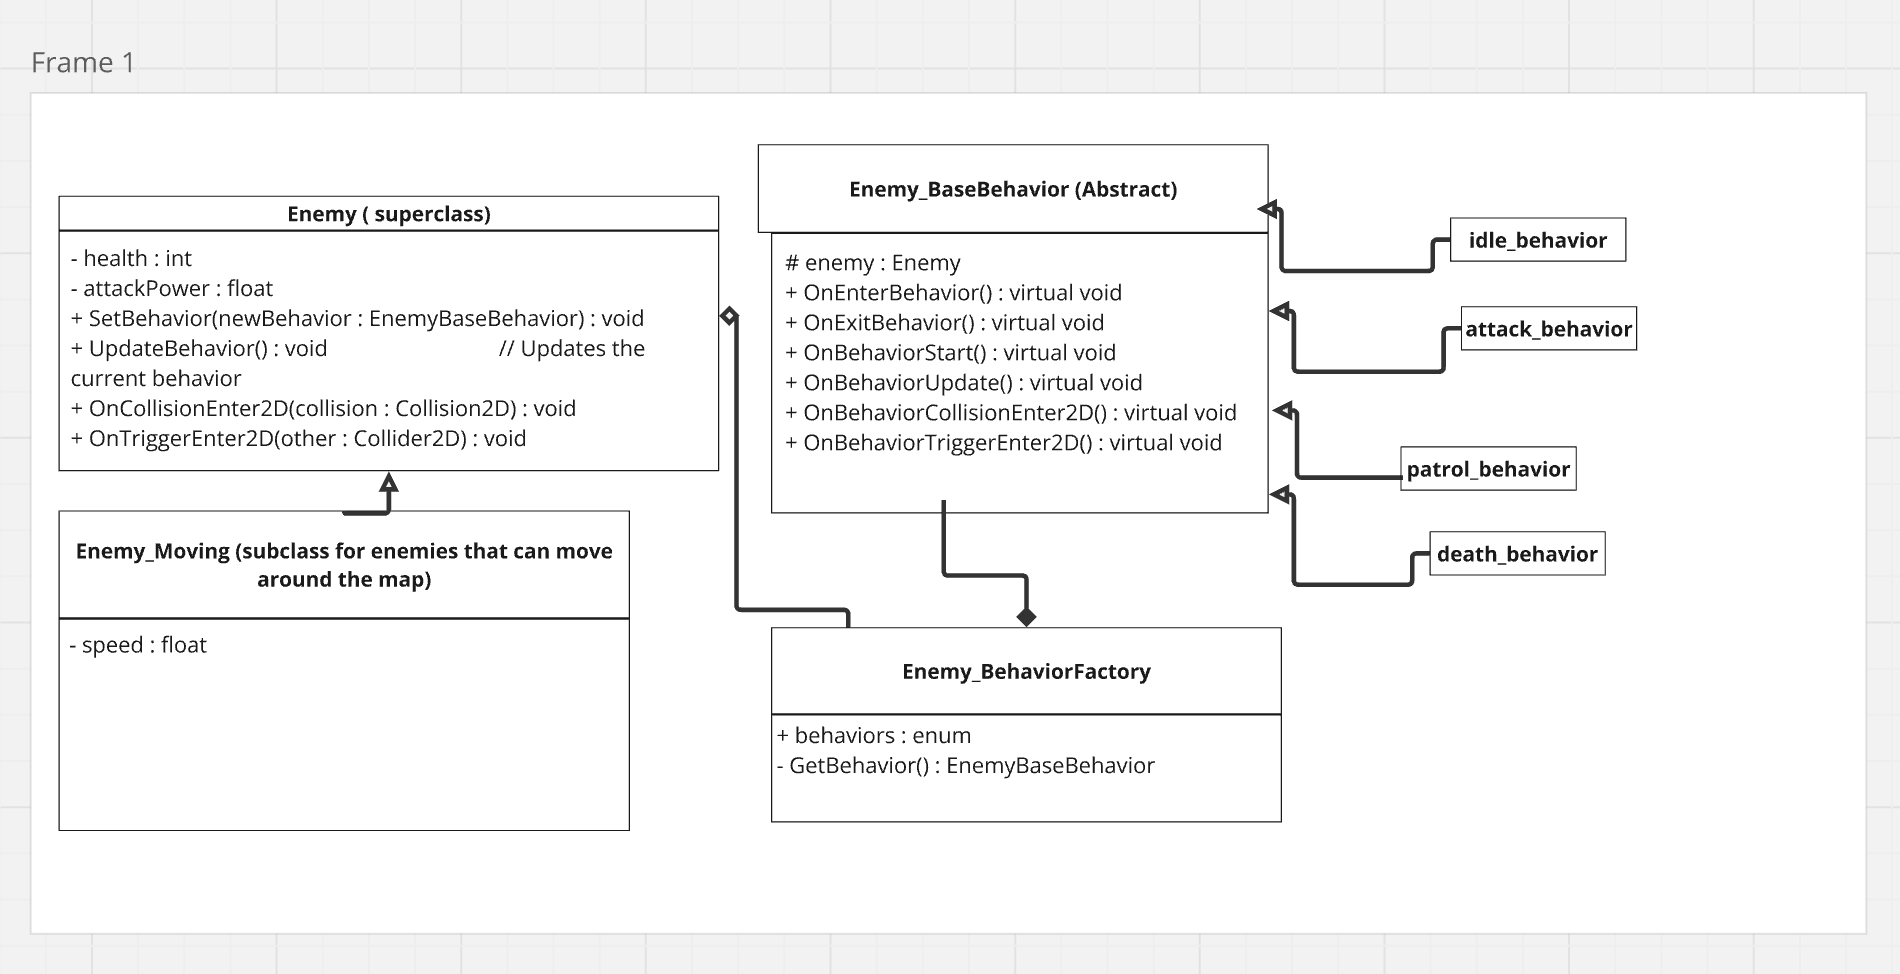 Frame 1
Enemy ( superclass)
- health : int
- attackPower : float
+ SetBehavior(newBehavior : EnemyBaseBehavior) : void
+ UpdateBehavior() : void // Updates the
current behavior
+ OnCollisionEnter2D(collision : Collision2D) : void
+ OnTriggerEnter2D(other : Collider2D) : void
Enemy_Moving (subclass for enemies that can move
around the map)
- speed : float
Enemy_BaseBehavior (Abstract)
# enemy : Enemy
+ OnEnterBehavior() : virtual void
+ OnExitBehavior() : virtual void
+ OnBehaviorStart() : virtual void
+ OnBehaviorUpdate() : virtual void
+ OnBehaviorCollisionEnter2D() : virtual void
+ OnBehaviorTriggerEnter2D() : virtual void
Enemy_BehaviorFactory
+ behaviors : enum
- GetBehavior() : EnemyBaseBehavior
idle_behavior
attack_behavior
patrol_behavior
death_behavior